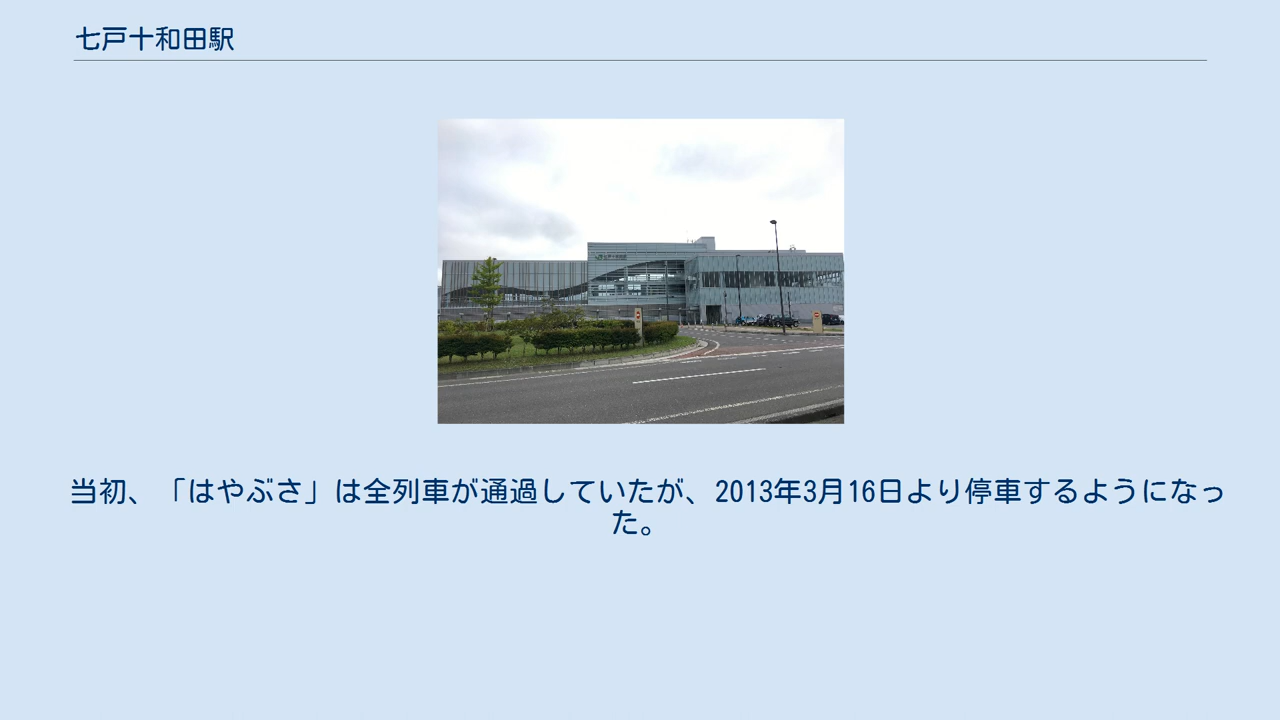 七戸十和田駅
当初、「はやぶさ」は全列車が通過していたが、2013年3月16日より停車するようになっ
た。